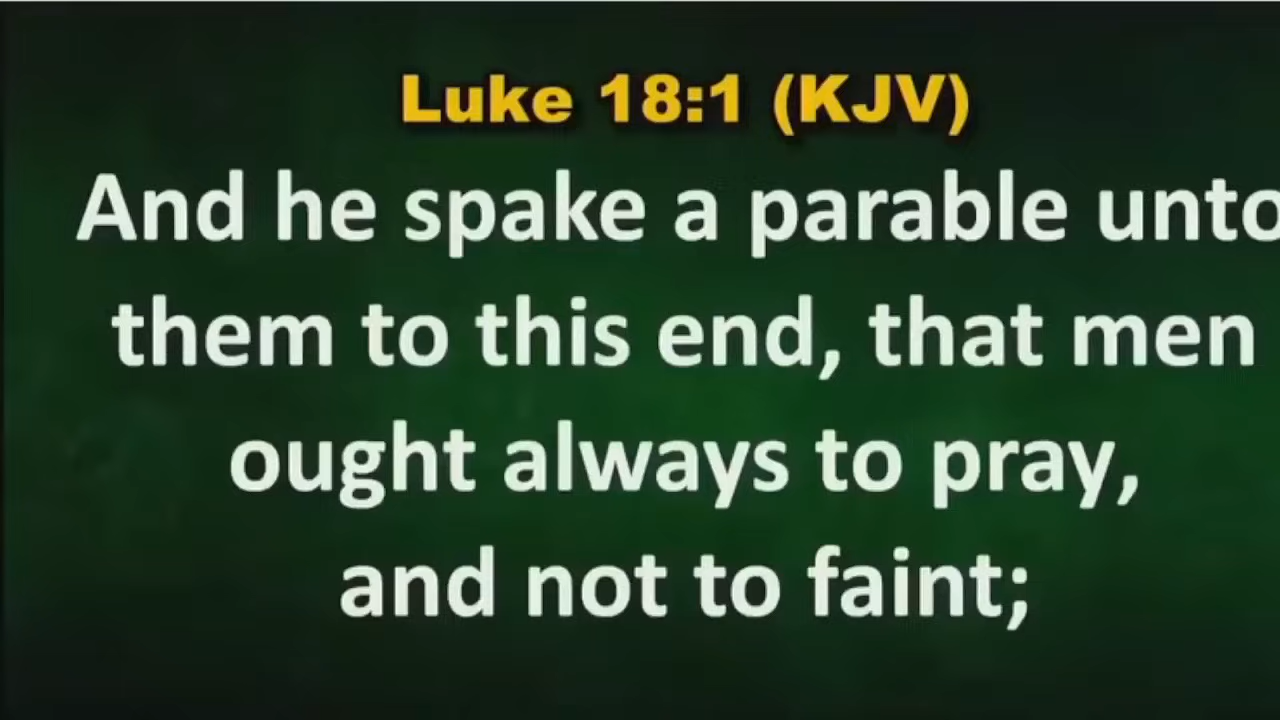 Luke 18:1 (KJV)
And he spake a parable unto
them to this end, that men
ought always to pray,
and not to faint;